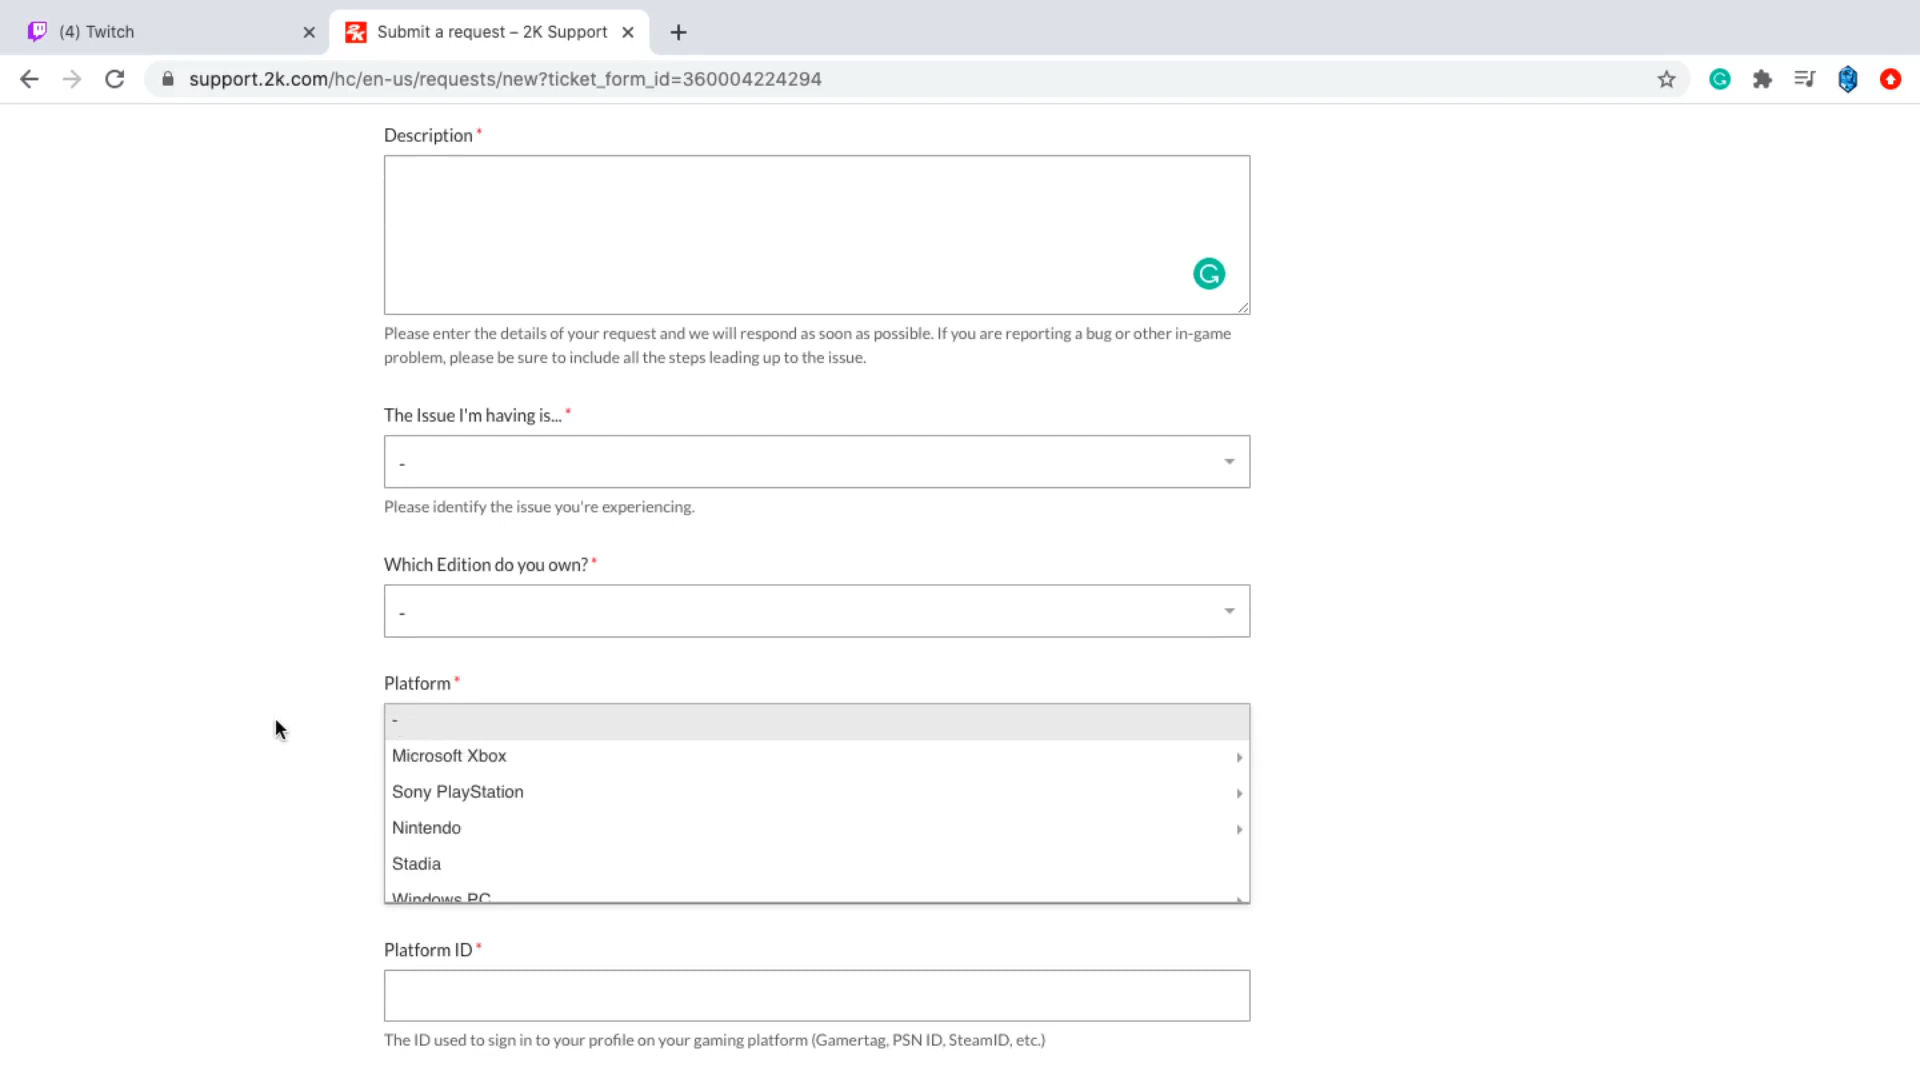 (4) Twitch
Submit a request – 2K Support
support.2k.com/hc/en-us/requests/new?ticket_form_id=360004224294
Description *
Please enter the details of your request and we will respond as soon as possible. If you are reporting a bug or other in-game
problem, please be sure to include all the steps leading up to the issue.
The Issue I'm having is... *
-
Please identify the issue you're experiencing.
Which Edition do you own? *
-
Platform *
-
Microsoft Xbox
Sony PlayStation
Nintendo
Stadia
Windows PC
Platform ID *
The ID used to sign in to your profile on your gaming platform (Gamertag, PSN ID, SteamID, etc.)